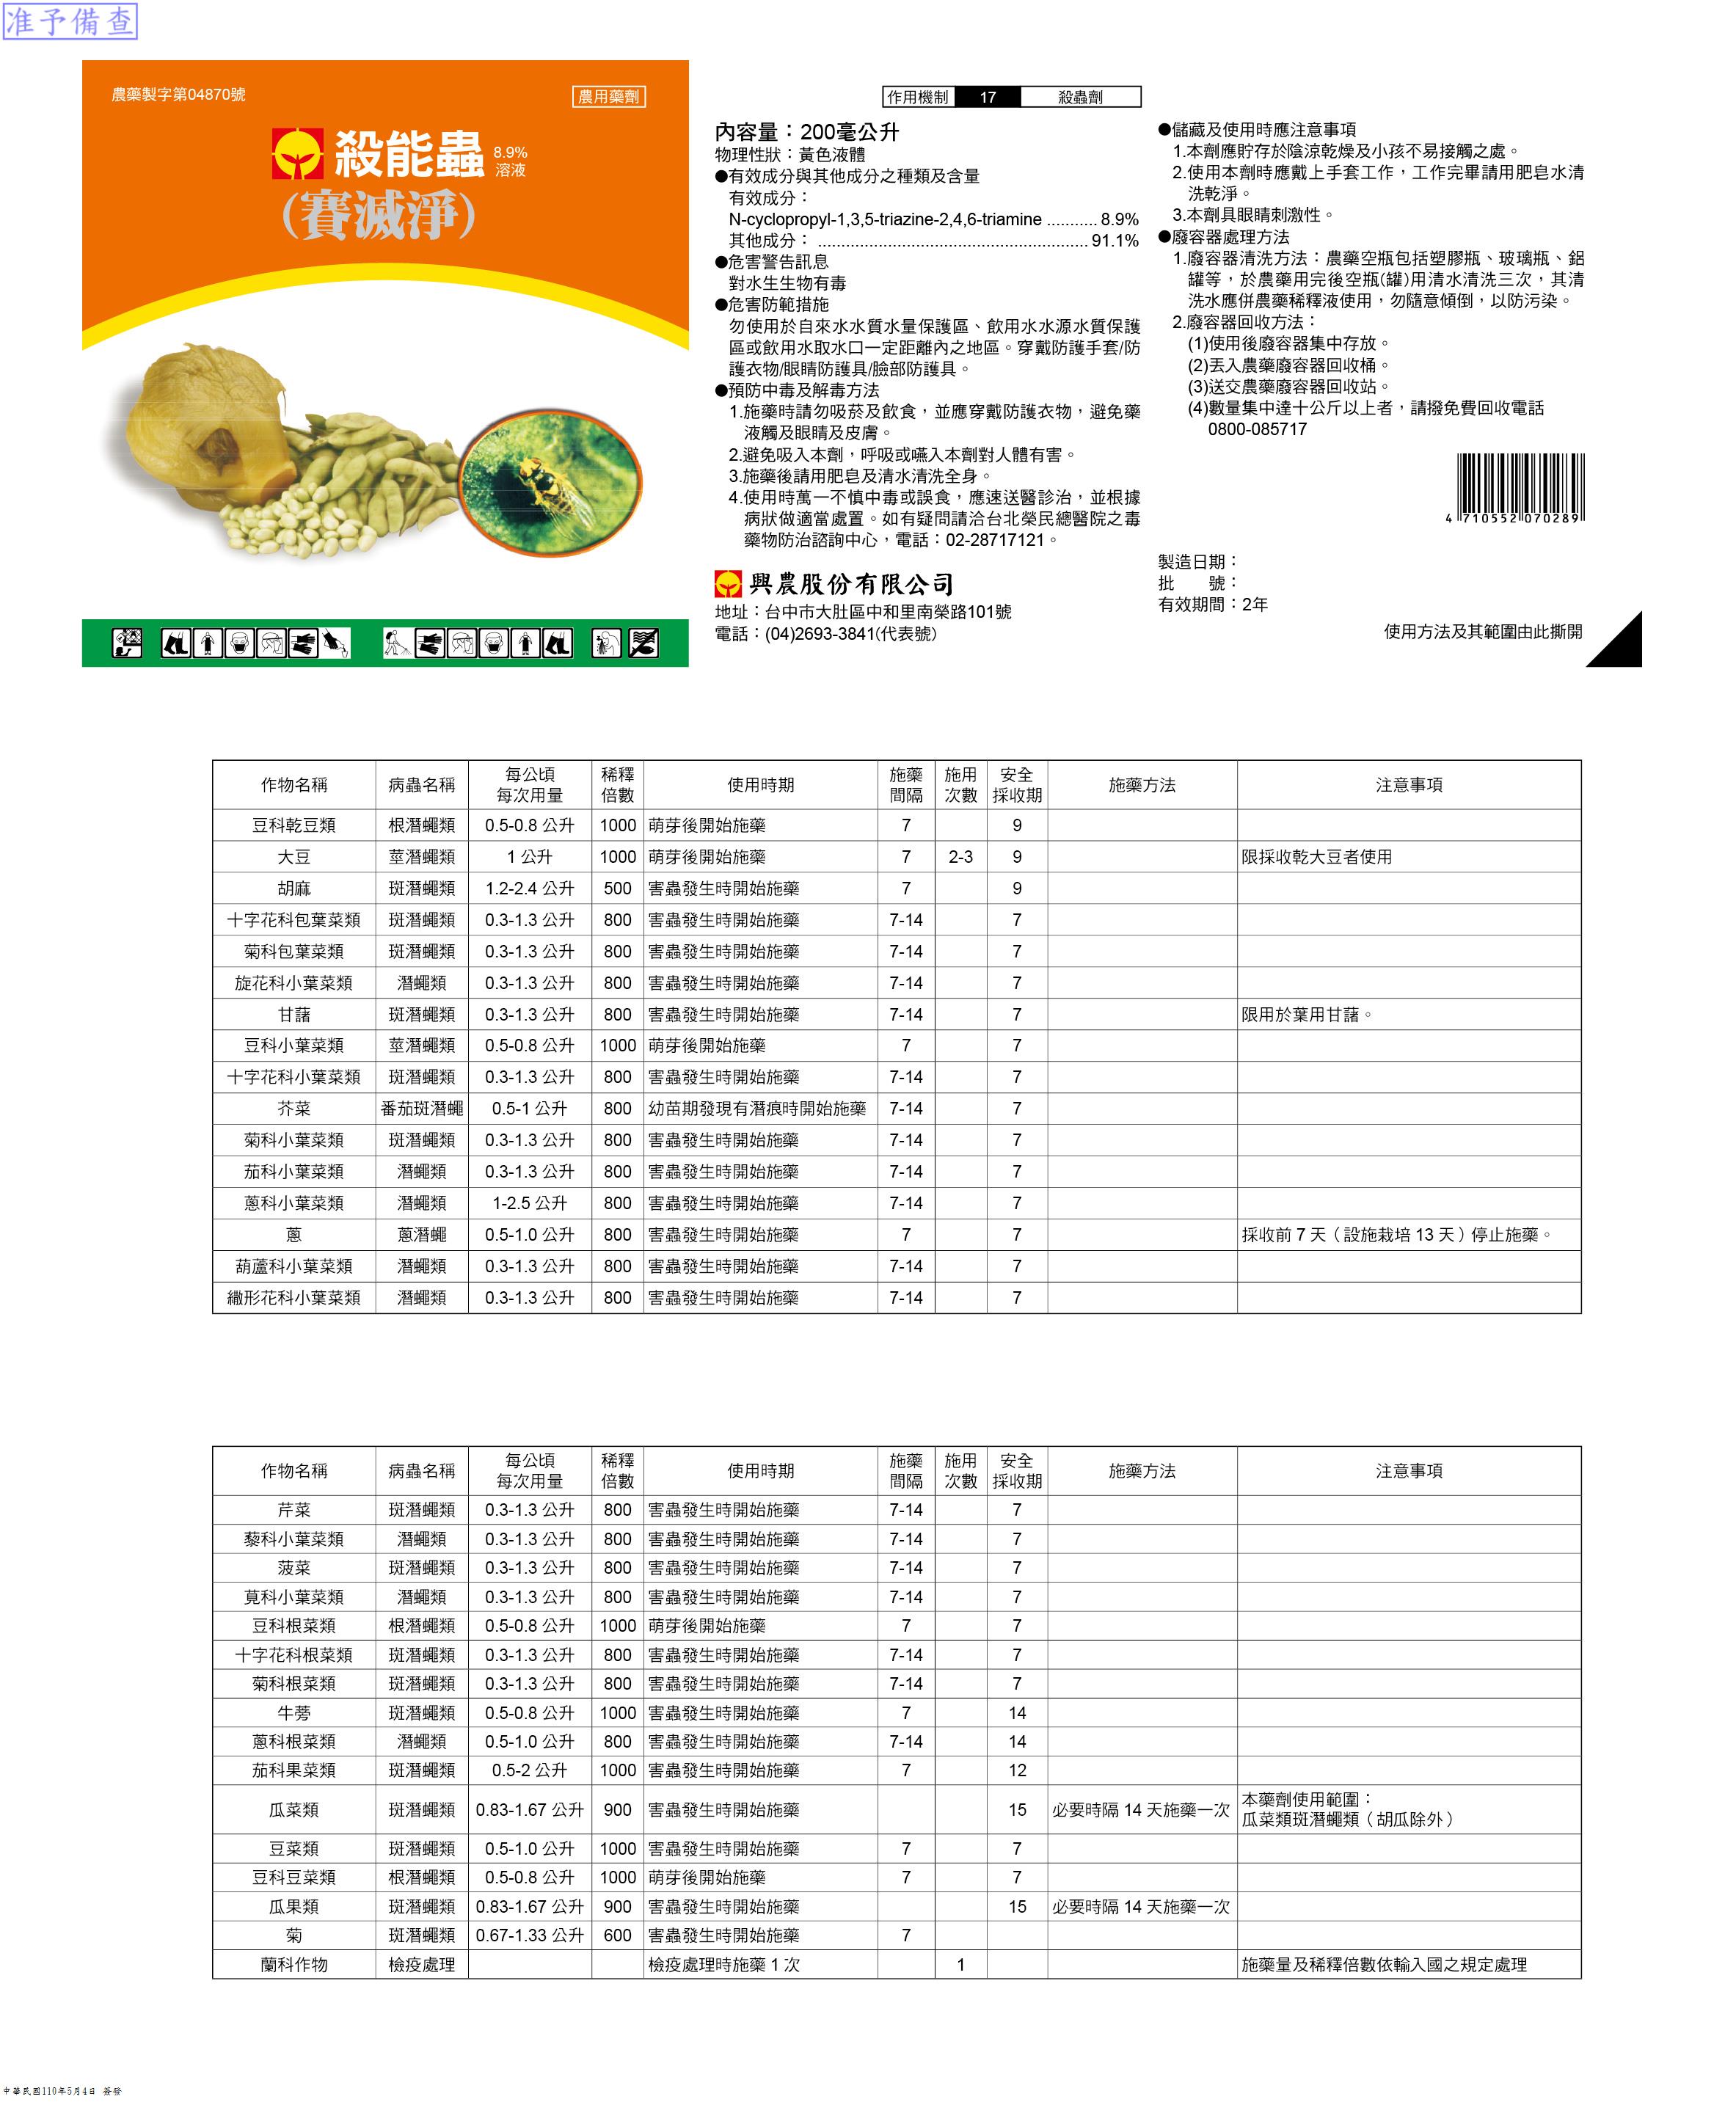 准予備查
農藥製字第04870號
農用藥劑
殺能蟲 8.9% 溶液
(賽滅淨)
作用機制 17 殺蟲劑
內容量：200毫公升
物理性狀：黃色液體
●有效成分與其他成分之種類及含量
有效成分：
N-cyclopropyl-1,3,5-triazine-2,4,6-triamine ........... 8.9%
其他成分： .......................................................... 91.1%
●危害警告訊息
對水生生物有毒
●危害防範措施
勿使用於自來水水質水量保護區、飲用水水源水質保護
區或飲用水取水口一定距離內之地區。穿戴防護手套/防
護衣物/眼睛防護具/臉部防護具。
●預防中毒及解毒方法
1.施藥時請勿吸菸及飲食，並應穿戴防護衣物，避免藥
液觸及眼睛及皮膚。
2.避免吸入本劑，呼吸或嚥入本劑對人體有害。
3.施藥後請用肥皂及清水清洗全身。
4.使用時萬一不慎中毒或誤食，應速送醫診治，並根據
病狀做適當處置。如有疑問請洽台北榮民總醫院之毒
藥物防治諮詢中心，電話：02-28717121。
興農股份有限公司
地址：台中市大肚區中和里南榮路101號
電話：(04)2693-3841(代表號)
●儲藏及使用時應注意事項
1.本劑應貯存於陰涼乾燥及小孩不易接觸之處。
2.使用本劑時應戴上手套工作，工作完畢請用肥皂水清
洗乾淨。
3.本劑具眼睛刺激性。
●廢容器處理方法
1.廢容器清洗方法：農藥空瓶包括塑膠瓶、玻璃瓶、鋁
罐等，於農藥用完後空瓶(罐)用清水清洗三次，其清
洗水應併農藥稀釋液使用，勿隨意傾倒，以防污染。
2.廢容器回收方法：
(1)使用後廢容器集中存放。
(2)丟入農藥廢容器回收桶。
(3)送交農藥廢容器回收站。
(4)數量集中達十公斤以上者，請撥免費回收電話
0800-085717
4 710552 070289
製造日期：
批　　號：
有效期間：2年
使用方法及其範圍由此撕開
作物名稱 病蟲名稱 每公頃每次用量 稀釋倍數 使用時期 施藥間隔 施用次數 安全採收期 施藥方法 注意事項
豆科乾豆類 根潛蠅類 0.5-0.8 公升 1000 萌芽後開始施藥 7 9
大豆 莖潛蠅類 1 公升 1000 萌芽後開始施藥 7 2-3 9 限採收乾大豆者使用
胡麻 斑潛蠅類 1.2-2.4 公升 500 害蟲發生時開始施藥 7 9
十字花科包葉菜類 斑潛蠅類 0.3-1.3 公升 800 害蟲發生時開始施藥 7-14 7
菊科包葉菜類 斑潛蠅類 0.3-1.3 公升 800 害蟲發生時開始施藥 7-14 7
旋花科小葉菜類 潛蠅類 0.3-1.3 公升 800 害蟲發生時開始施藥 7-14 7
甘藷 斑潛蠅類 0.3-1.3 公升 800 害蟲發生時開始施藥 7-14 7 限用於葉用甘藷。
豆科小葉菜類 莖潛蠅類 0.5-0.8 公升 1000 萌芽後開始施藥 7 7
十字花科小葉菜類 斑潛蠅類 0.3-1.3 公升 800 害蟲發生時開始施藥 7-14 7
芥菜 番茄斑潛蠅 0.5-1 公升 800 幼苗期發現有潛痕時開始施藥 7-14 7
菊科小葉菜類 斑潛蠅類 0.3-1.3 公升 800 害蟲發生時開始施藥 7-14 7
茄科小葉菜類 潛蠅類 0.3-1.3 公升 800 害蟲發生時開始施藥 7-14 7
蔥科小葉菜類 潛蠅類 1-2.5 公升 800 害蟲發生時開始施藥 7-14 7
蔥 蔥潛蠅 0.5-1.0 公升 800 害蟲發生時開始施藥 7 7 採收前 7 天（設施栽培 13 天）停止施藥。
葫蘆科小葉菜類 潛蠅類 0.3-1.3 公升 800 害蟲發生時開始施藥 7-14 7
繖形花科小葉菜類 潛蠅類 0.3-1.3 公升 800 害蟲發生時開始施藥 7-14 7
作物名稱 病蟲名稱 每公頃每次用量 稀釋倍數 使用時期 施藥間隔 施用次數 安全採收期 施藥方法 注意事項
芹菜 斑潛蠅類 0.3-1.3 公升 800 害蟲發生時開始施藥 7-14 7
藜科小葉菜類 潛蠅類 0.3-1.3 公升 800 害蟲發生時開始施藥 7-14 7
菠菜 斑潛蠅類 0.3-1.3 公升 800 害蟲發生時開始施藥 7-14 7
莧科小葉菜類 潛蠅類 0.3-1.3 公升 800 害蟲發生時開始施藥 7-14 7
豆科根菜類 根潛蠅類 0.5-0.8 公升 1000 萌芽後開始施藥 7 7
十字花科根菜類 斑潛蠅類 0.3-1.3 公升 800 害蟲發生時開始施藥 7-14 7
菊科根菜類 斑潛蠅類 0.3-1.3 公升 800 害蟲發生時開始施藥 7-14 7
牛蒡 斑潛蠅類 0.5-0.8 公升 1000 害蟲發生時開始施藥 7 14
蔥科根菜類 潛蠅類 0.5-1.0 公升 800 害蟲發生時開始施藥 7-14 14
茄科果菜類 斑潛蠅類 0.5-2 公升 1000 害蟲發生時開始施藥 7 12
瓜菜類 斑潛蠅類 0.83-1.67 公升 900 害蟲發生時開始施藥 15 必要時隔 14 天施藥一次 本藥劑使用範圍：
瓜菜類斑潛蠅類（胡瓜除外）
豆菜類 斑潛蠅類 0.5-1.0 公升 1000 害蟲發生時開始施藥 7 7
豆科豆菜類 根潛蠅類 0.5-0.8 公升 1000 萌芽後開始施藥 7 7
瓜果類 斑潛蠅類 0.83-1.67 公升 900 害蟲發生時開始施藥 15 必要時隔 14 天施藥一次
菊 斑潛蠅類 0.67-1.33 公升 600 害蟲發生時開始施藥 7
蘭科作物 檢疫處理 檢疫處理時施藥 1 次 1 施藥量及稀釋倍數依輸入國之規定處理
中華民國110年5月4日 簽發